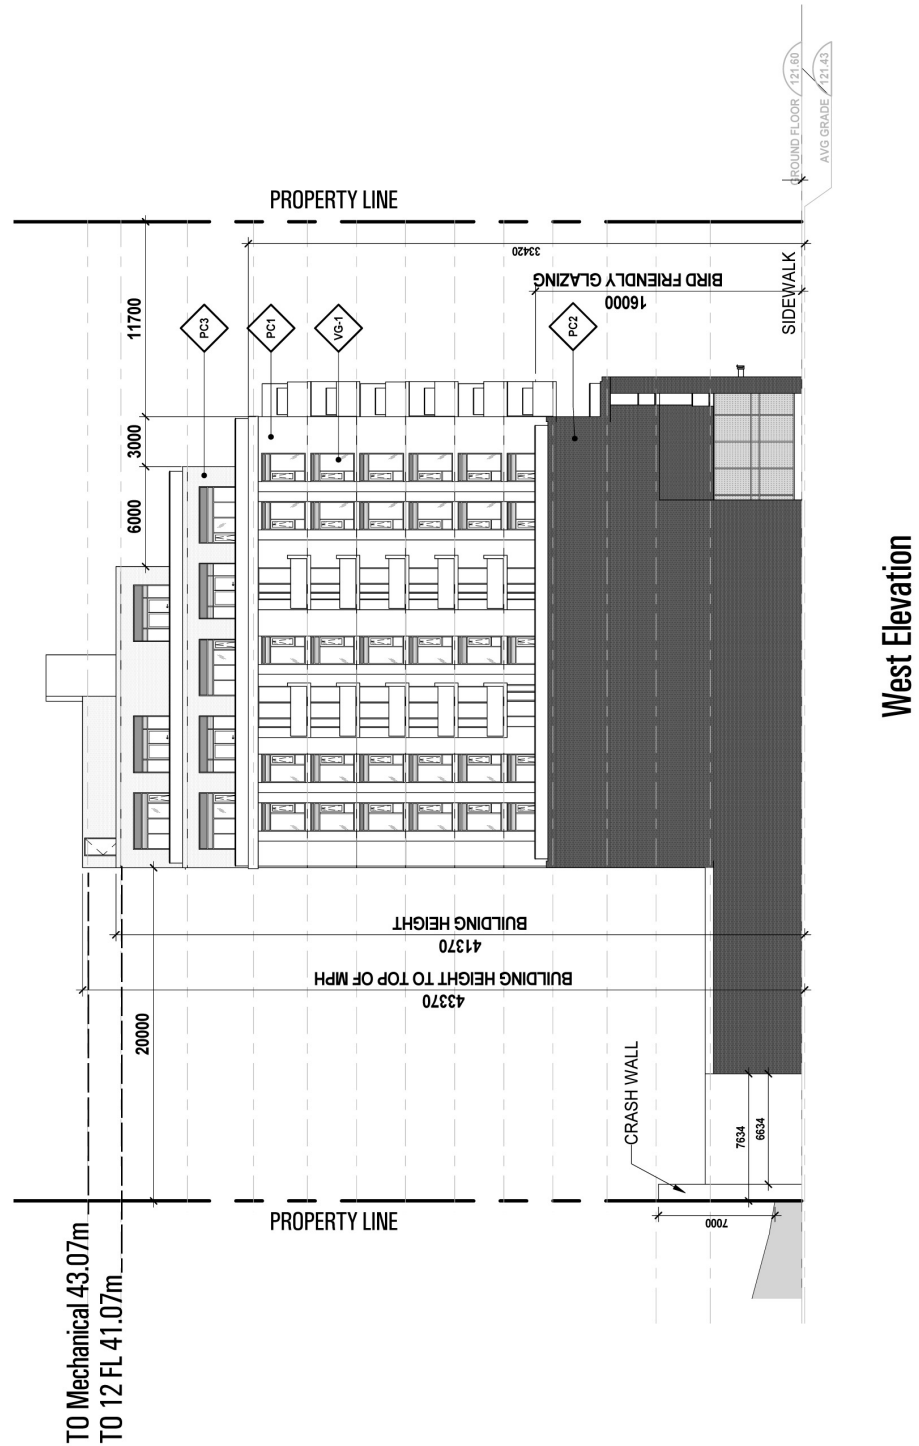 TO Mechanical 43.07m
TO 12 FL 41.07m
PROPERTY LINE
PROPERTY LINE
20000
6000
3000
11700
PC3
PC1
VG-1
PC2
33420
16000
BIRD FRIENDLY GLAZING
41370
BUILDING HEIGHT
43370
BUILDING HEIGHT TO TOP OF MPH
CRASH WALL
7000
7634
6634
SIDEWALK
GROUND FLOOR 121.60
AVG GRADE 121.43
West Elevation